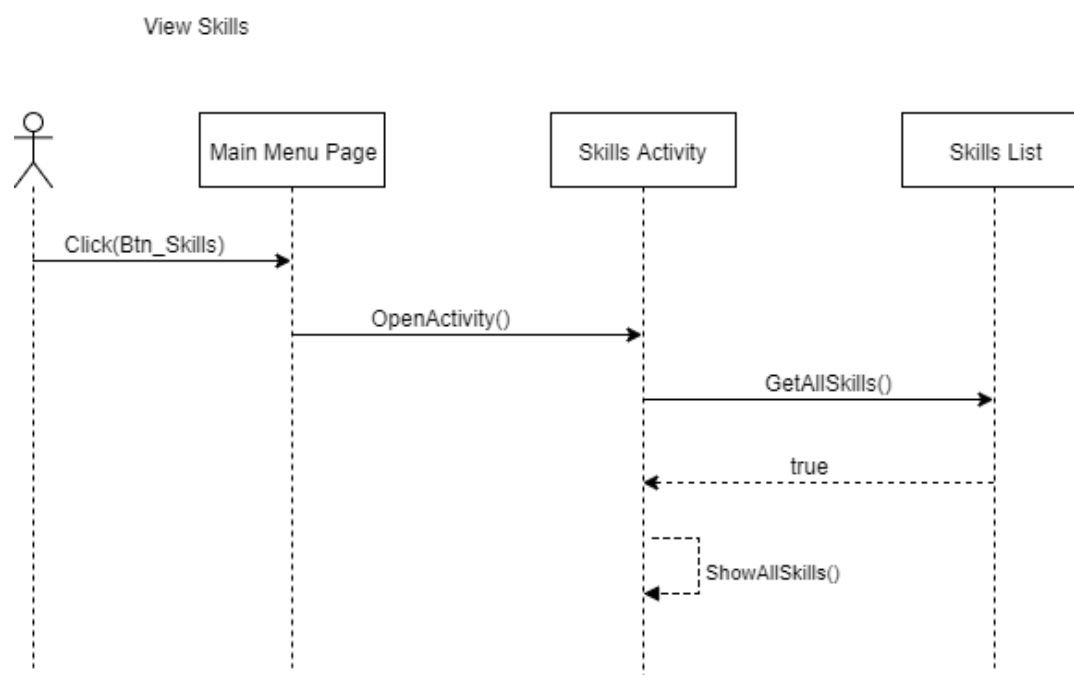 View Skills
Main Menu Page
Skills Activity
Skills List
Click(Btn_Skills)
OpenActivity()
GetAllSkills()
true
ShowAllSkills()